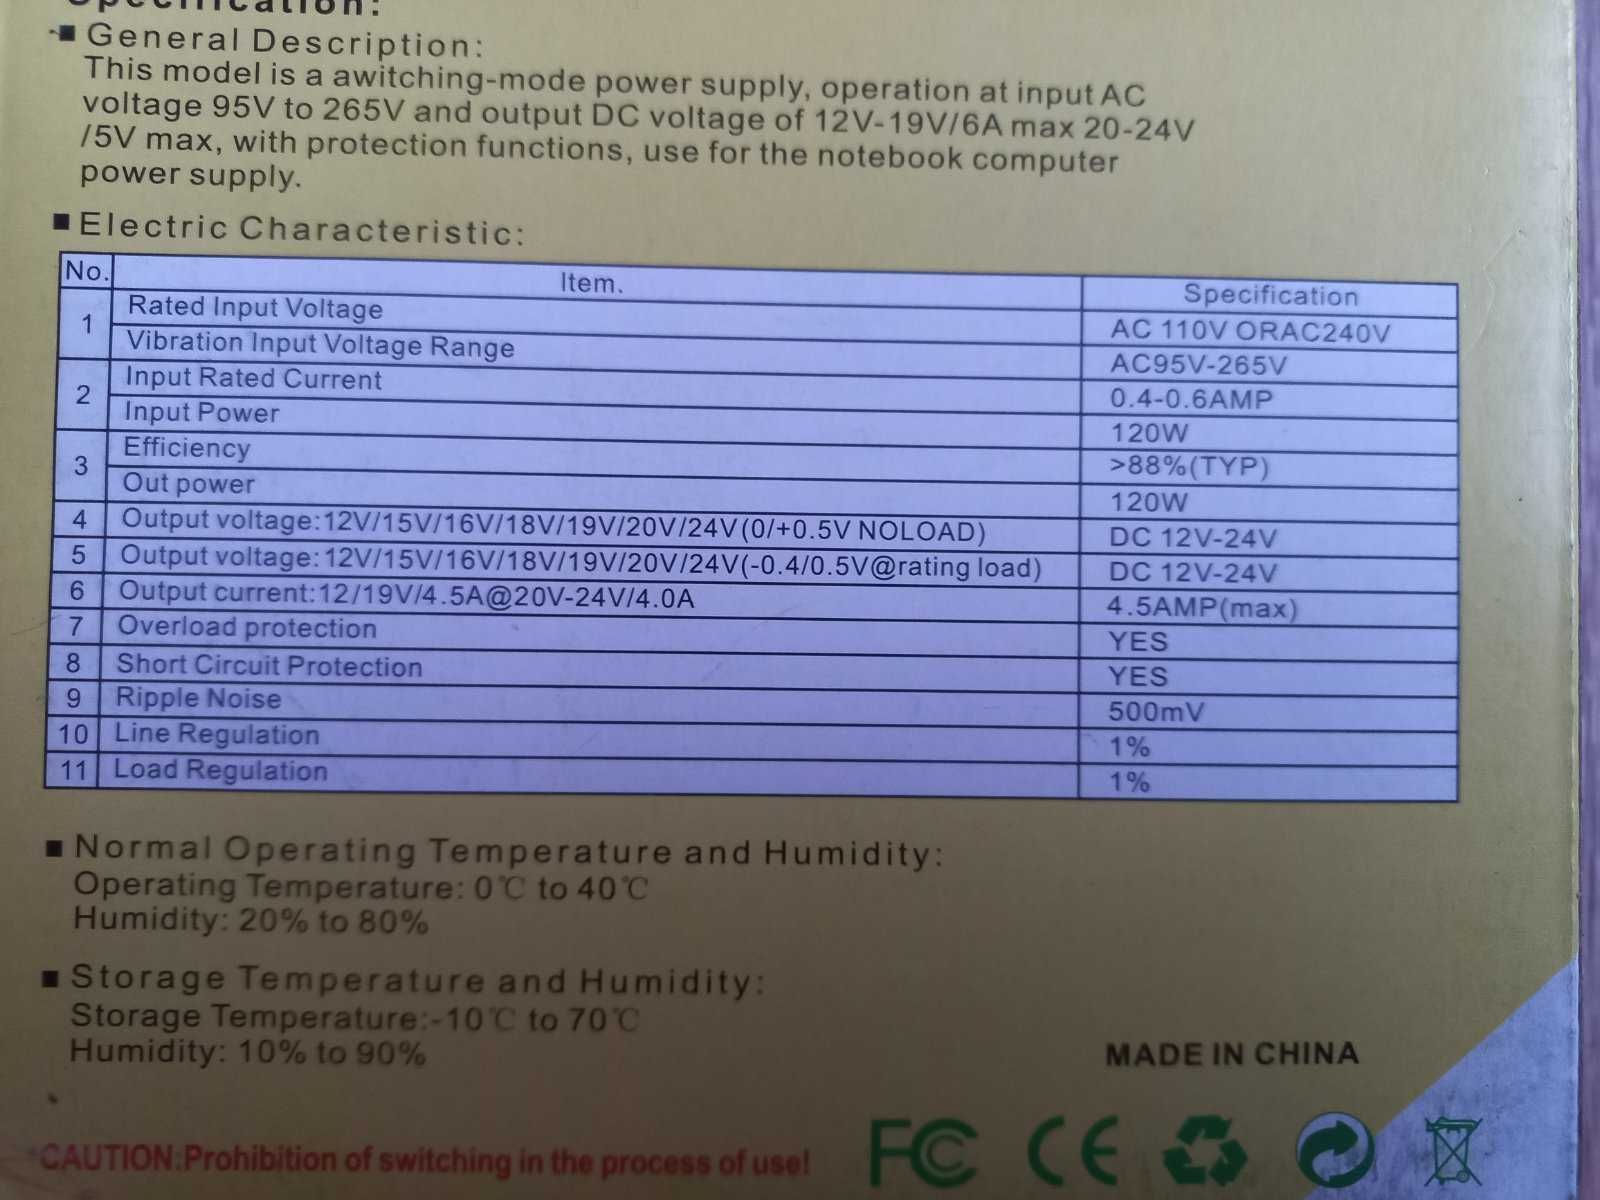 Specification:
■ General Description:
This model is a awitching-mode power supply, operation at input AC
voltage 95V to 265V and output DC voltage of 12V-19V/6A max 20-24V
/5V max, with protection functions, use for the notebook computer
power supply.
■ Electric Characteristic:
No. Item. Specification
1 Rated Input Voltage AC 110V ORAC240V
Vibration Input Voltage Range AC95V-265V
2 Input Rated Current 0.4-0.6AMP
Input Power 120W
3 Efficiency >88%(TYP)
Out power 120W
4 Output voltage:12V/15V/16V/18V/19V/20V/24V(0/+0.5V NOLOAD) DC 12V-24V
5 Output voltage:12V/15V/16V/18V/19V/20V/24V(-0.4/0.5V@rating load) DC 12V-24V
6 Output current:12/19V/4.5A@20V-24V/4.0A 4.5AMP(max)
7 Overload protection YES
8 Short Circuit Protection YES
9 Ripple Noise 500mV
10 Line Regulation 1%
11 Load Regulation 1%
■ Normal Operating Temperature and Humidity:
Operating Temperature: 0℃ to 40℃
Humidity: 20% to 80%
■ Storage Temperature and Humidity:
Storage Temperature:-10℃ to 70℃
Humidity: 10% to 90%
MADE IN CHINA
CAUTION:Prohibition of switching in the process of use!
FC CE